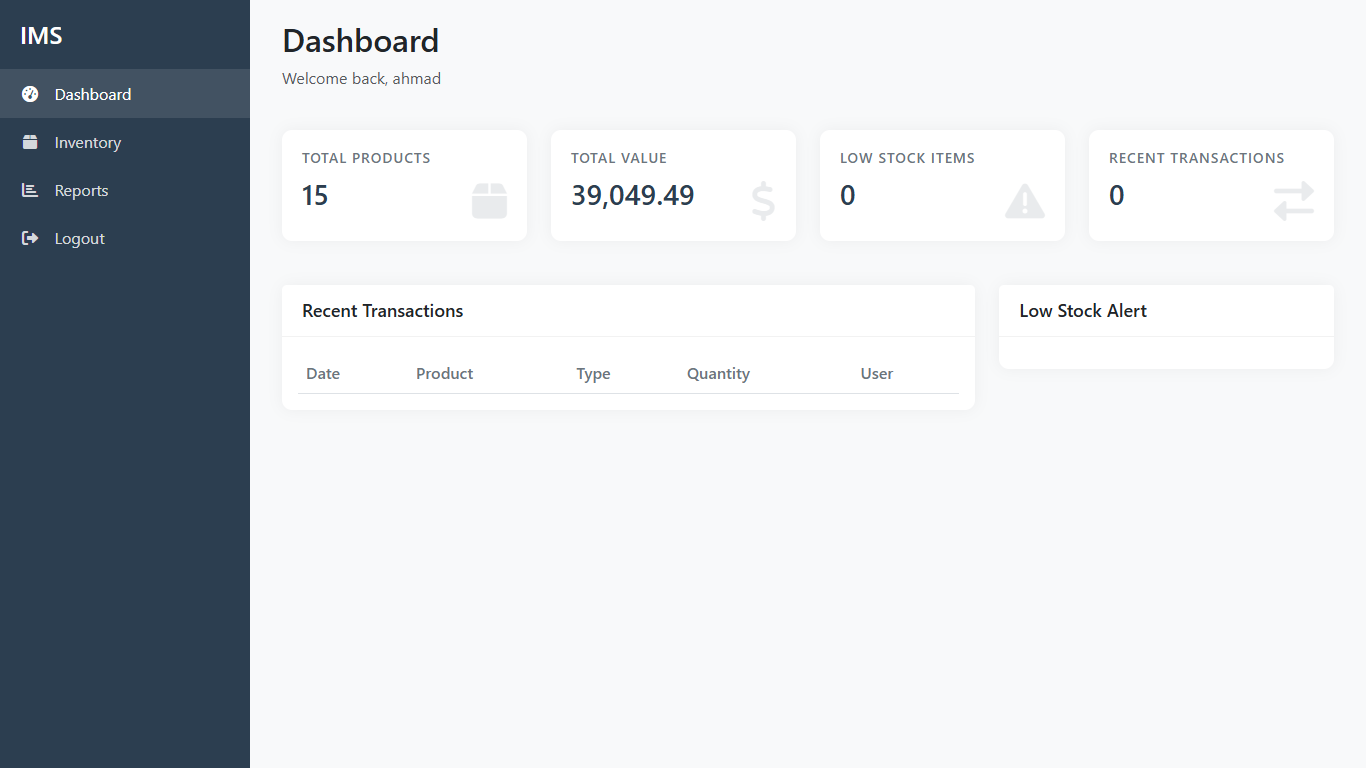 IMS
Dashboard
Inventory
Reports
Logout
Dashboard
Welcome back, ahmad
TOTAL PRODUCTS
15
TOTAL VALUE
39,049.49
LOW STOCK ITEMS
0
RECENT TRANSACTIONS
0
Recent Transactions
Date Product Type Quantity User
Low Stock Alert